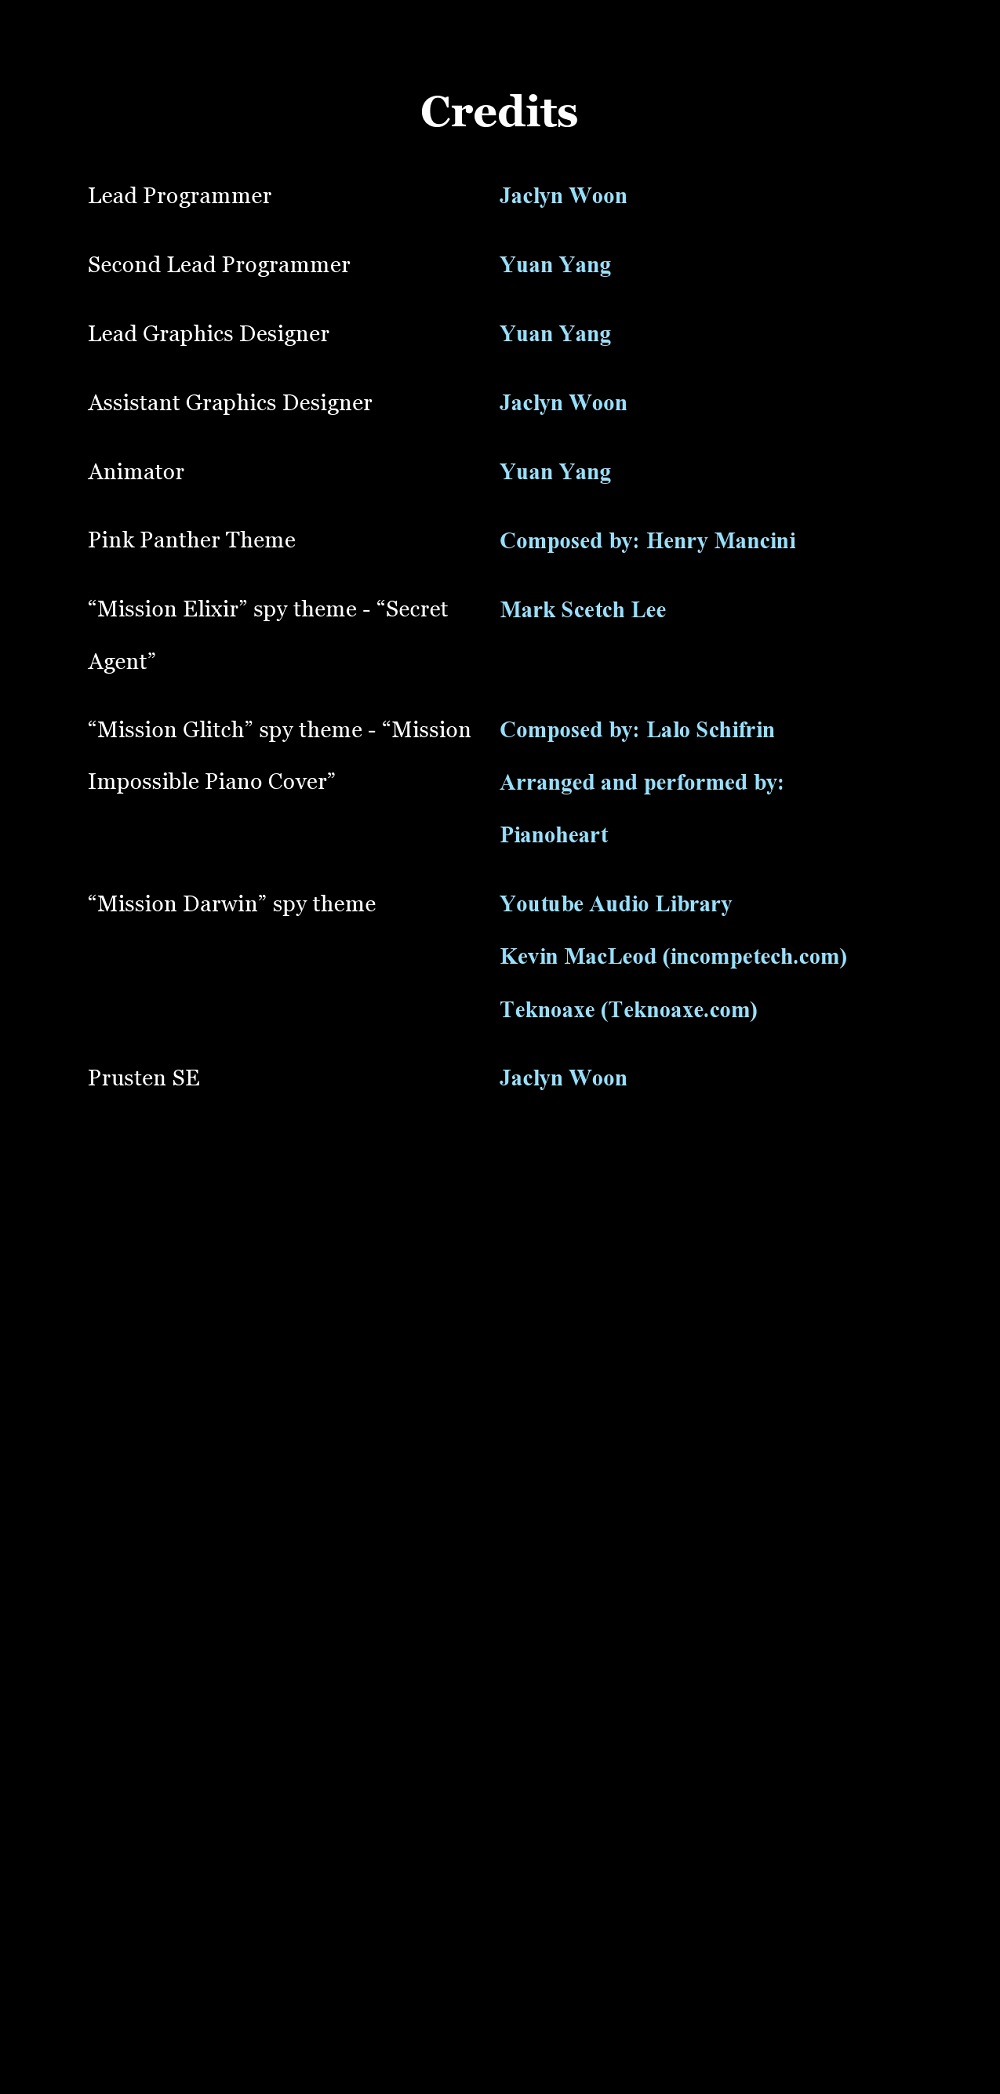 Credits
Lead Programmer Jaclyn Woon
Second Lead Programmer Yuan Yang
Lead Graphics Designer Yuan Yang
Assistant Graphics Designer Jaclyn Woon
Animator Yuan Yang
Pink Panther Theme Composed by: Henry Mancini
“Mission Elixir” spy theme - “Secret Mark Scetch Lee
Agent”
“Mission Glitch” spy theme - “Mission Composed by: Lalo Schifrin
Impossible Piano Cover” Arranged and performed by:
Pianoheart
“Mission Darwin” spy theme Youtube Audio Library
Kevin MacLeod (incompetech.com)
Teknoaxe (Teknoaxe.com)
Prusten SE Jaclyn Woon